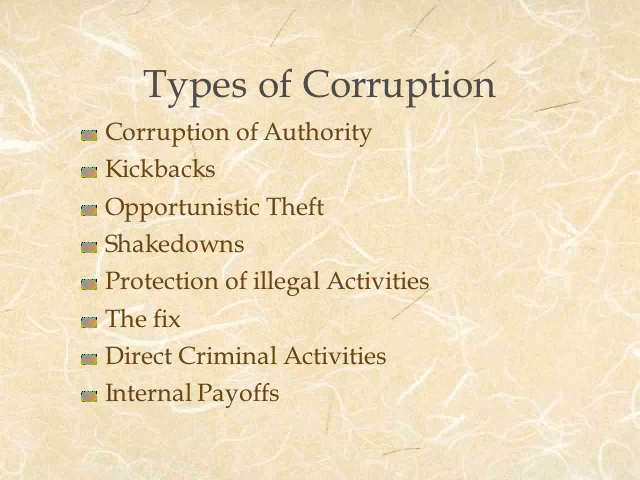 Types of Corruption
Corruption of Authority
Kickbacks
Opportunistic Theft
Shakedowns
Protection of illegal Activities
The fix
Direct Criminal Activities
Internal Payoffs